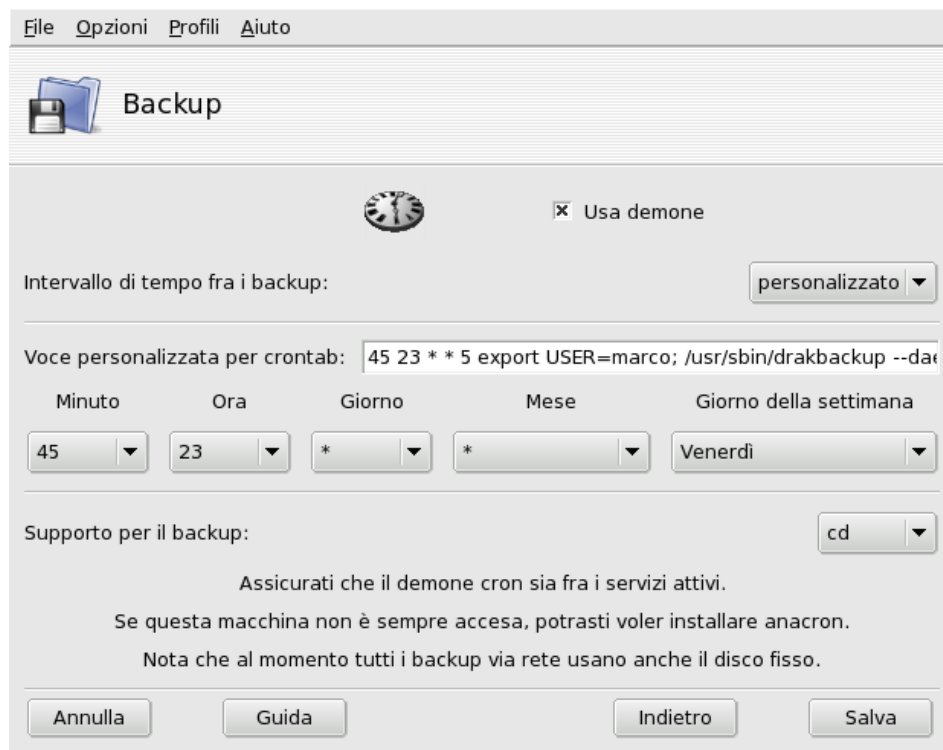 File Opzioni Profili Aiuto
Backup
Usa demone
Intervallo di tempo fra i backup: personalizzato
Voce personalizzata per crontab: 45 23 * * 5 export USER=marco; /usr/sbin/drakbackup --dae
Minuto Ora Giorno Mese Giorno della settimana
45 23 * * Venerdì
Supporto per il backup: cd
Assicurati che il demone cron sia fra i servizi attivi.
Se questa macchina non è sempre accesa, potrasti voler installare anacron.
Nota che al momento tutti i backup via rete usano anche il disco fisso.
Annulla Guida Indietro Salva